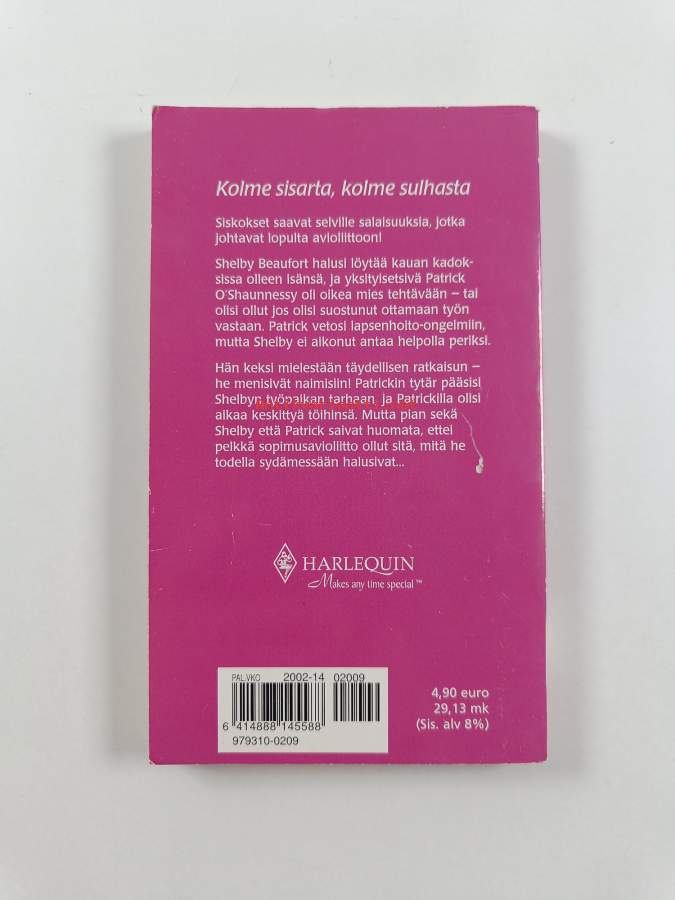 Kolme sisarta, kolme sulhasta
Siskokset saavat selville salaisuuksia, jotka
johtavat lopulta avioliittoon!
Shelby Beaufort halusi löytää kauan kadok-
sissa olleen isänsä, ja yksityisetsivä Patrick
O'Shaunnessy oli oikea mies tehtävään – tai
olisi ollut jos olisi suostunut ottamaan työn
vastaan. Patrick vetosi lapsenhoito-ongelmiin,
mutta Shelby ei aikonut antaa helpolla periksi.
Hän keksi mielestään täydellisen ratkaisun –
he menisivät naimisiin! Patrickin tytär pääsisi
Shelbyn työpaikan tarhaan, ja Patrickilla olisi
aikaa keskittyä töihinsä. Mutta pian sekä
Shelby että Patrick saivat huomata, ettei
pelkkä sopimusavioliitto ollut sitä, mitä he
todella sydämessään halusivat...
HARLEQUIN
Makes any time special™
PAL.VKO 2002-14 02009
6 414888 145588
979310-0209
4,90 euro
29,13 mk
(Sis. alv 8%)